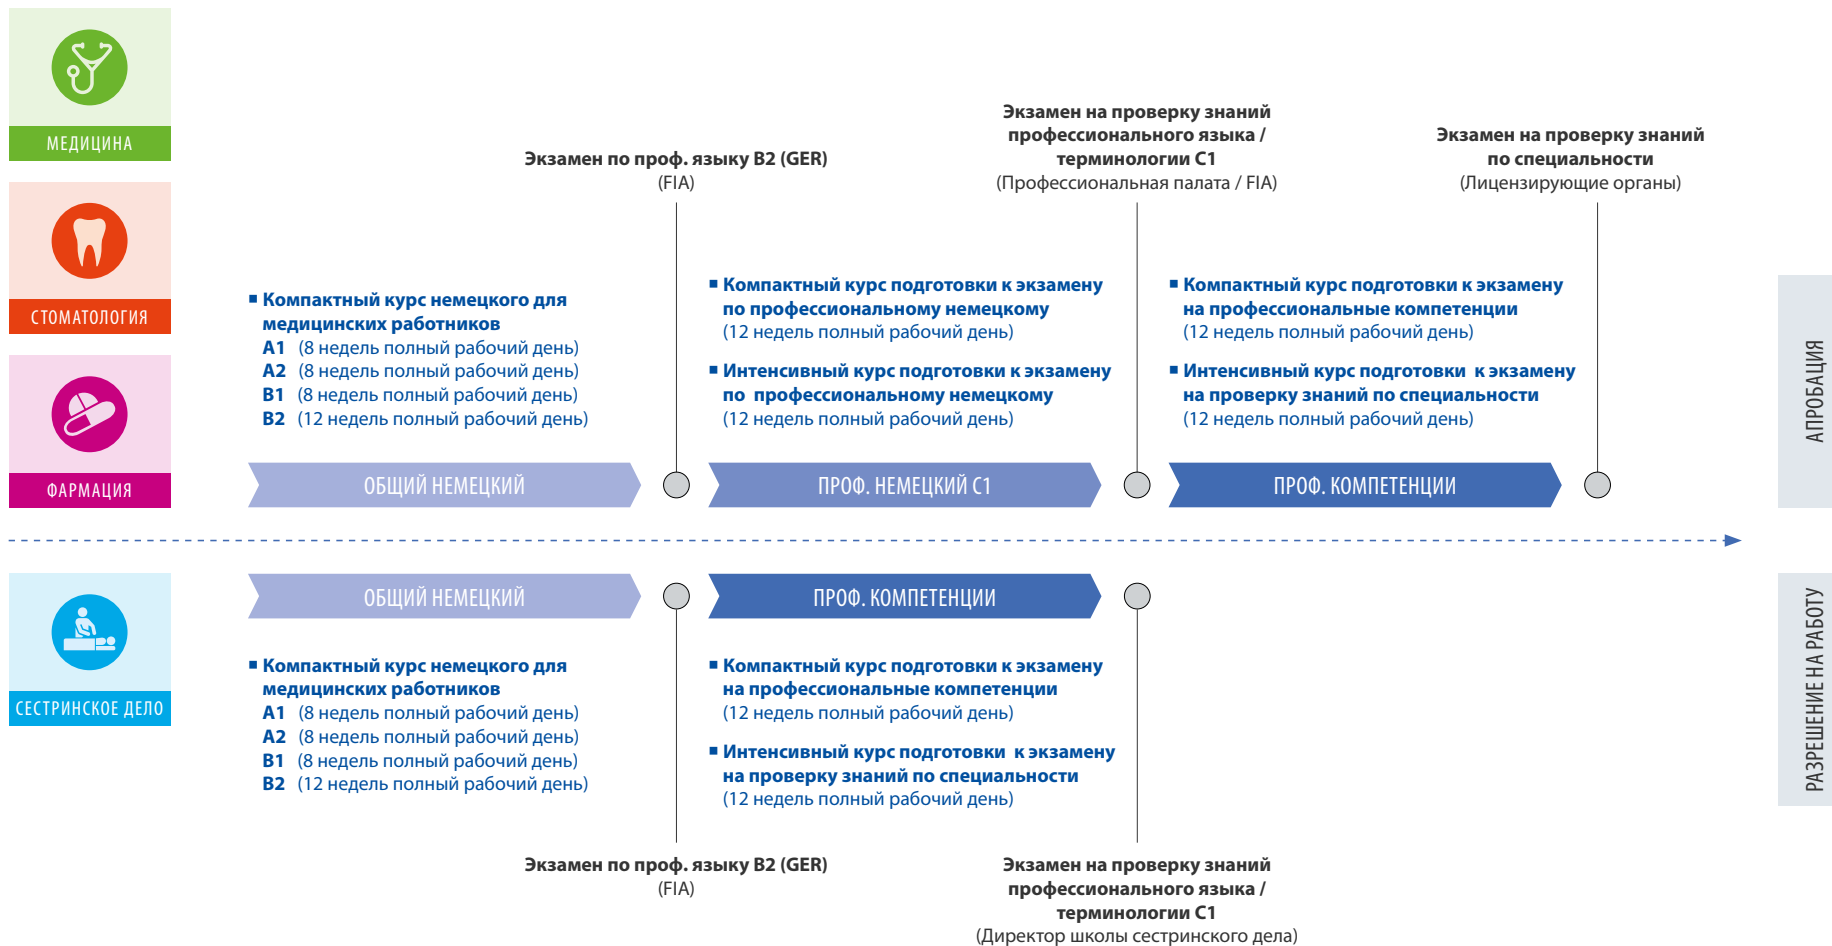 МЕДИЦИНА
СТОМАТОЛОГИЯ
ФАРМАЦИЯ
Экзамен по проф. языку B2 (GER)
(FIA)
Экзамен на проверку знаний
профессионального языка /
терминологии C1
(Профессиональная палата / FIA)
Экзамен на проверку знаний
по специальности
(Лицензирующие органы)
▪ Компактный курс немецкого для
медицинских работников
A1 (8 недель полный рабочий день)
A2 (8 недель полный рабочий день)
B1 (8 недель полный рабочий день)
B2 (12 недель полный рабочий день)
▪ Компактный курс подготовки к экзамену
по профессиональному немецкому
(12 недель полный рабочий день)
▪ Интенсивный курс подготовки к экзамену
по профессиональному немецкому
(12 недель полный рабочий день)
▪ Компактный курс подготовки к экзамену
на профессиональные компетенции
(12 недель полный рабочий день)
▪ Интенсивный курс подготовки к экзамену
на проверку знаний по специальности
(12 недель полный рабочий день)
ОБЩИЙ НЕМЕЦКИЙ
ПРОФ. НЕМЕЦКИЙ C1
ПРОФ. КОМПЕТЕНЦИИ
АПРОБАЦИЯ
СЕСТРИНСКОЕ ДЕЛО
ОБЩИЙ НЕМЕЦКИЙ
ПРОФ. КОМПЕТЕНЦИИ
▪ Компактный курс немецкого для
медицинских работников
A1 (8 недель полный рабочий день)
A2 (8 недель полный рабочий день)
B1 (8 недель полный рабочий день)
B2 (12 недель полный рабочий день)
▪ Компактный курс подготовки к экзамену
на профессиональные компетенции
(12 недель полный рабочий день)
▪ Интенсивный курс подготовки к экзамену
на проверку знаний по специальности
(12 недель полный рабочий день)
Экзамен по проф. языку B2 (GER)
(FIA)
Экзамен на проверку знаний
профессионального языка /
терминологии C1
(Директор школы сестринского дела)
РАЗРЕШЕНИЕ НА РАБОТУ